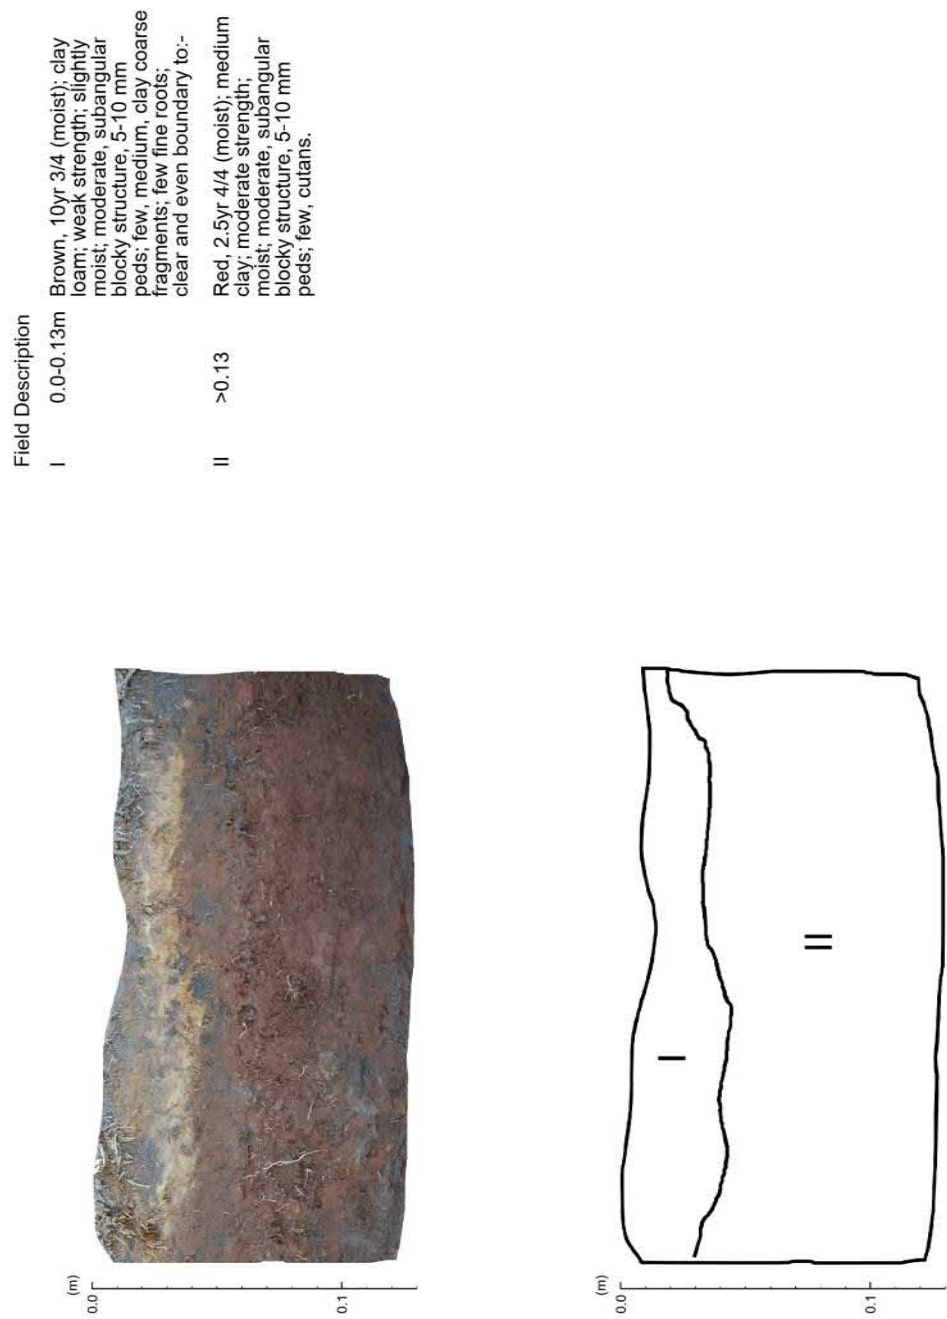 Field Description
I 0.0-0.13m Brown, 10yr 3/4 (moist); clay
loam; weak strength; slightly
moist; moderate, subangular
blocky structure, 5-10 mm
peds; few, medium, clay coarse
fragments; few fine roots;
clear and even boundary to:-
II >0.13 Red, 2.5yr 4/4 (moist); medium
clay; moderate strength;
moist; moderate, subangular
blocky structure, 5-10 mm
peds; few, cutans.
(m)
0.0
0.1
(m)
0.0
0.1
I
II